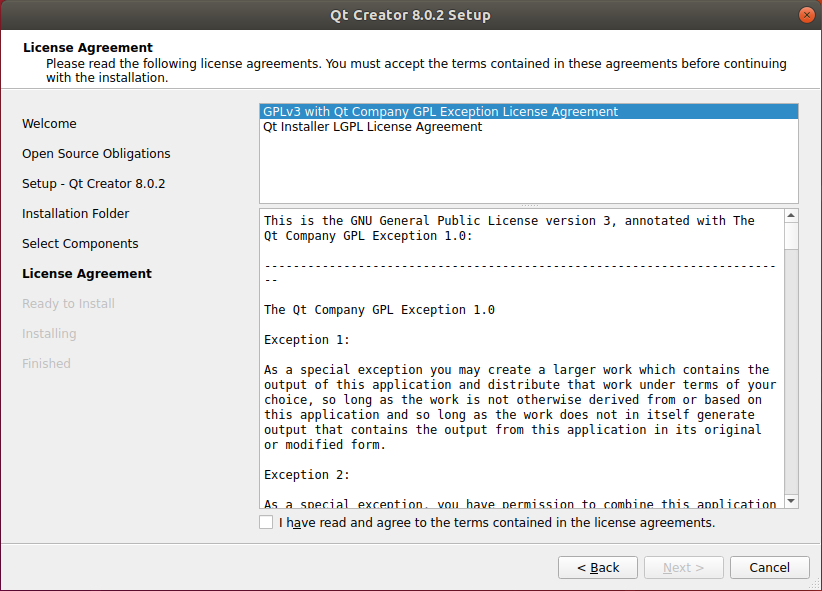 Qt Creator 8.0.2 Setup
License Agreement
Please read the following license agreements. You must accept the terms contained in these agreements before continuing
with the installation.
Welcome
Open Source Obligations
Setup - Qt Creator 8.0.2
Installation Folder
Select Components
License Agreement
Ready to Install
Installing
Finished
GPLv3 with Qt Company GPL Exception License Agreement
Qt Installer LGPL License Agreement
This is the GNU General Public License version 3, annotated with The
Qt Company GPL Exception 1.0:
-----------------------------------------------------------------------
--
The Qt Company GPL Exception 1.0
Exception 1:
As a special exception you may create a larger work which contains the
output of this application and distribute that work under terms of your
choice, so long as the work is not otherwise derived from or based on
this application and so long as the work does not in itself generate
output that contains the output from this application in its original
or modified form.
Exception 2:
As a special exception, you have permission to combine this application
I have read and agree to the terms contained in the license agreements.
< Back
Next >
Cancel